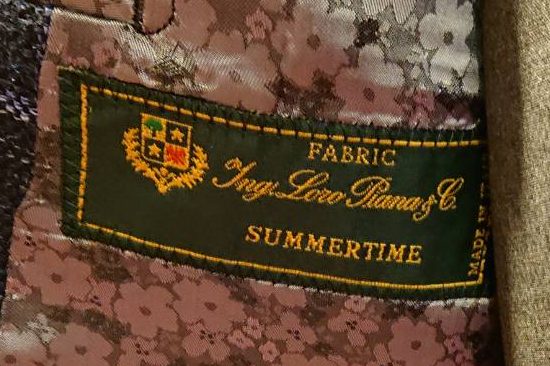 FABRIC
Ing. Loro Piana & C.
SUMMERTIME
MADE IN